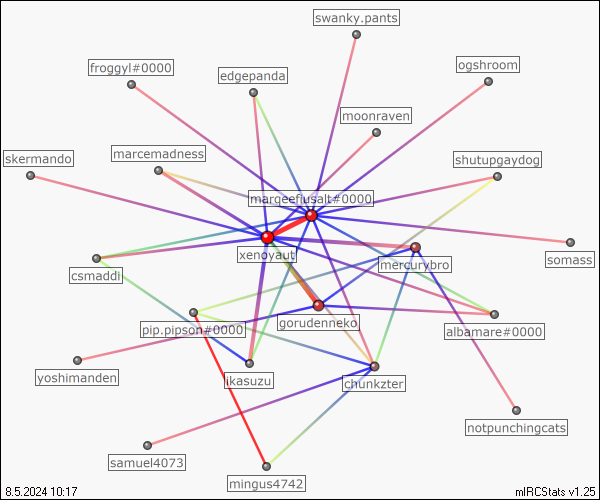 swanky.pants
froggyl#0000
ogshroom
edgepanda
moonraven
marcemadness
shutupgaydog
skermando
margeeflusalt#0000
somass
xenoyaut
mercurybro
csmaddi
gorudenneko
pip.pipson#0000
albamare#0000
yoshimanden
ikasuzu
chunkzter
notpunchingcats
samuel4073
mingus4742
8.5.2024 10:17
mIRCStats v1.25